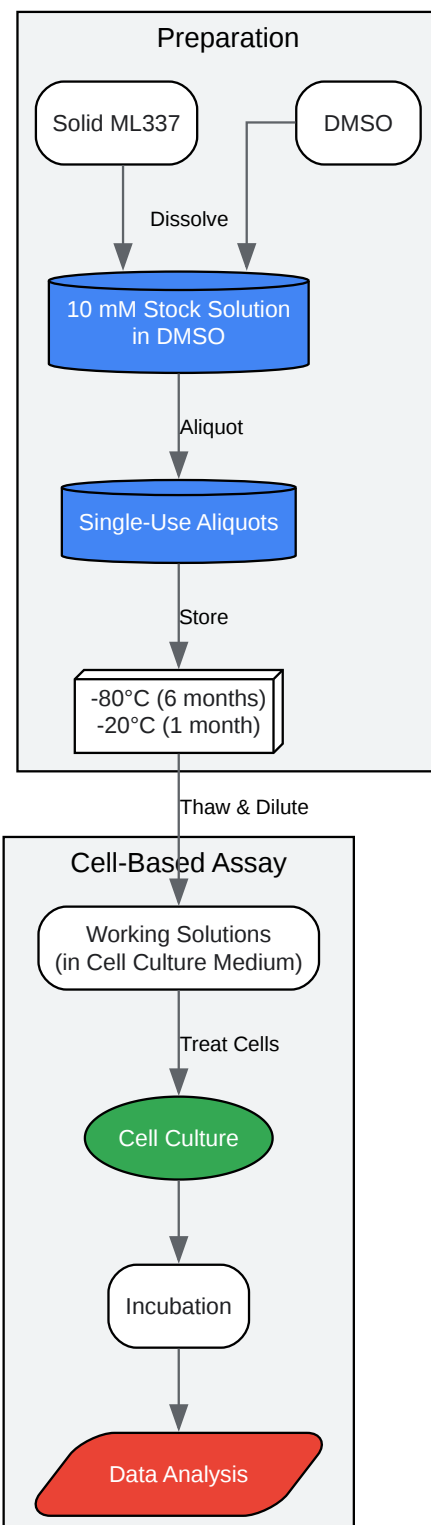 Preparation
Solid ML337
DMSO
Dissolve
10 mM Stock Solution
in DMSO
Aliquot
Single-Use Aliquots
Store
-80°C (6 months)
-20°C (1 month)
Thaw & Dilute
Cell-Based Assay
Working Solutions
(in Cell Culture Medium)
Treat Cells
Cell Culture
Incubation
Data Analysis